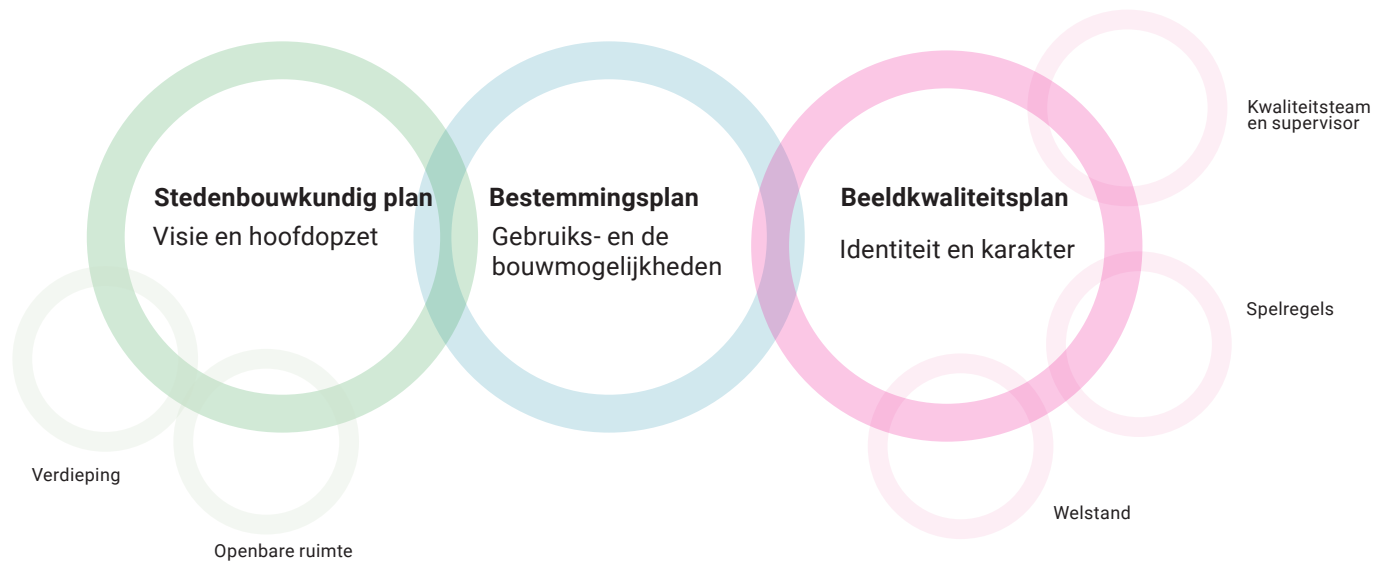 Stedenbouwkundig plan
Visie en hoofdopzet
Bestemmingsplan
Gebruiks- en de
bouwmogelijkheden
Beeldkwaliteitsplan
Identiteit en karakter
Kwaliteitsteam
en supervisor
Spelregels
Welstand
Verdieping
Openbare ruimte